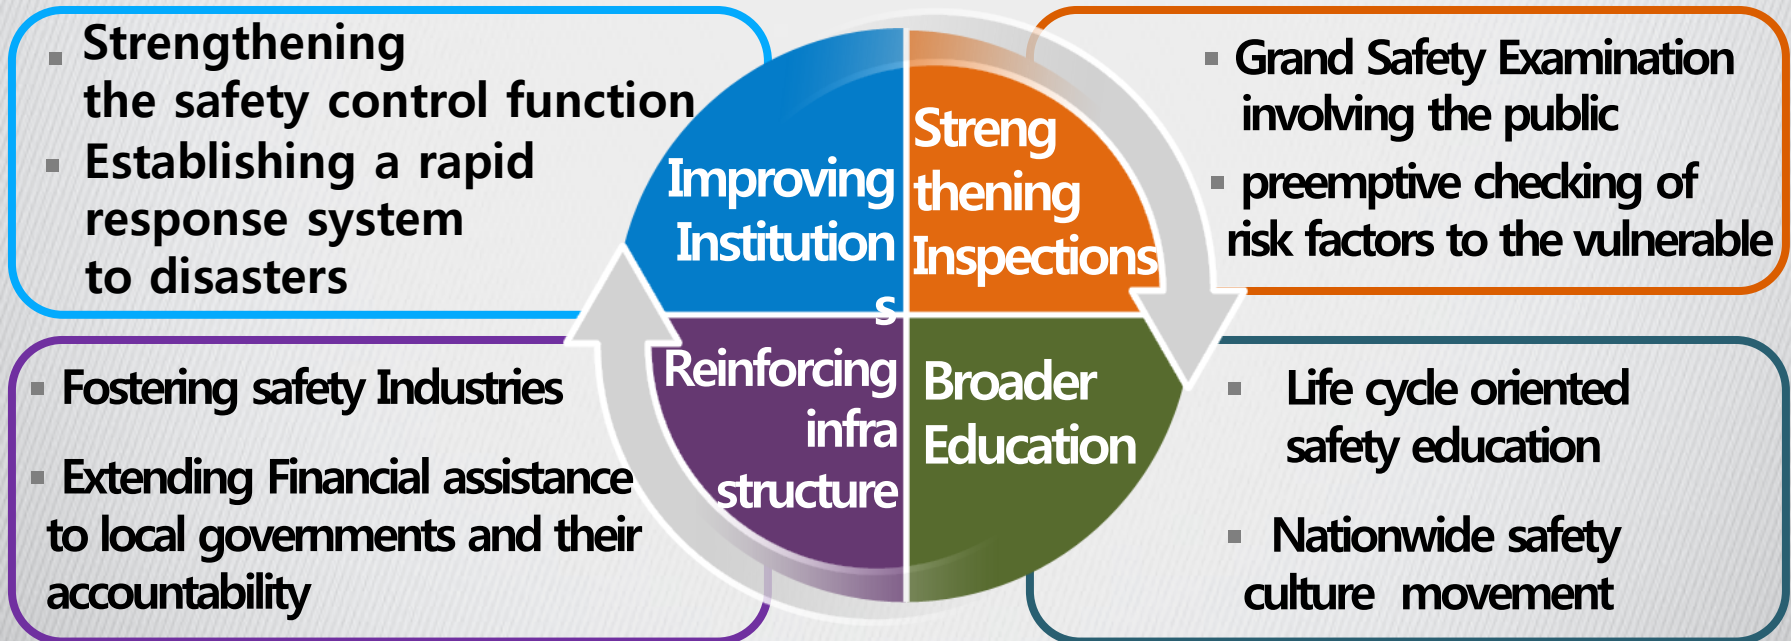 ▪ Strengthening
the safety control function
▪ Establishing a rapid
response system
to disasters
Improving
Institution
s
Streng
thening
Inspections
▪ Grand Safety Examination
involving the public
▪ preemptive checking of
risk factors to the vulnerable
▪ Fostering safety Industries
▪ Extending Financial assistance
to local governments and their
accountability
Reinforcing
infra
structure
Broader
Education
▪ Life cycle oriented
safety education
▪ Nationwide safety
culture movement